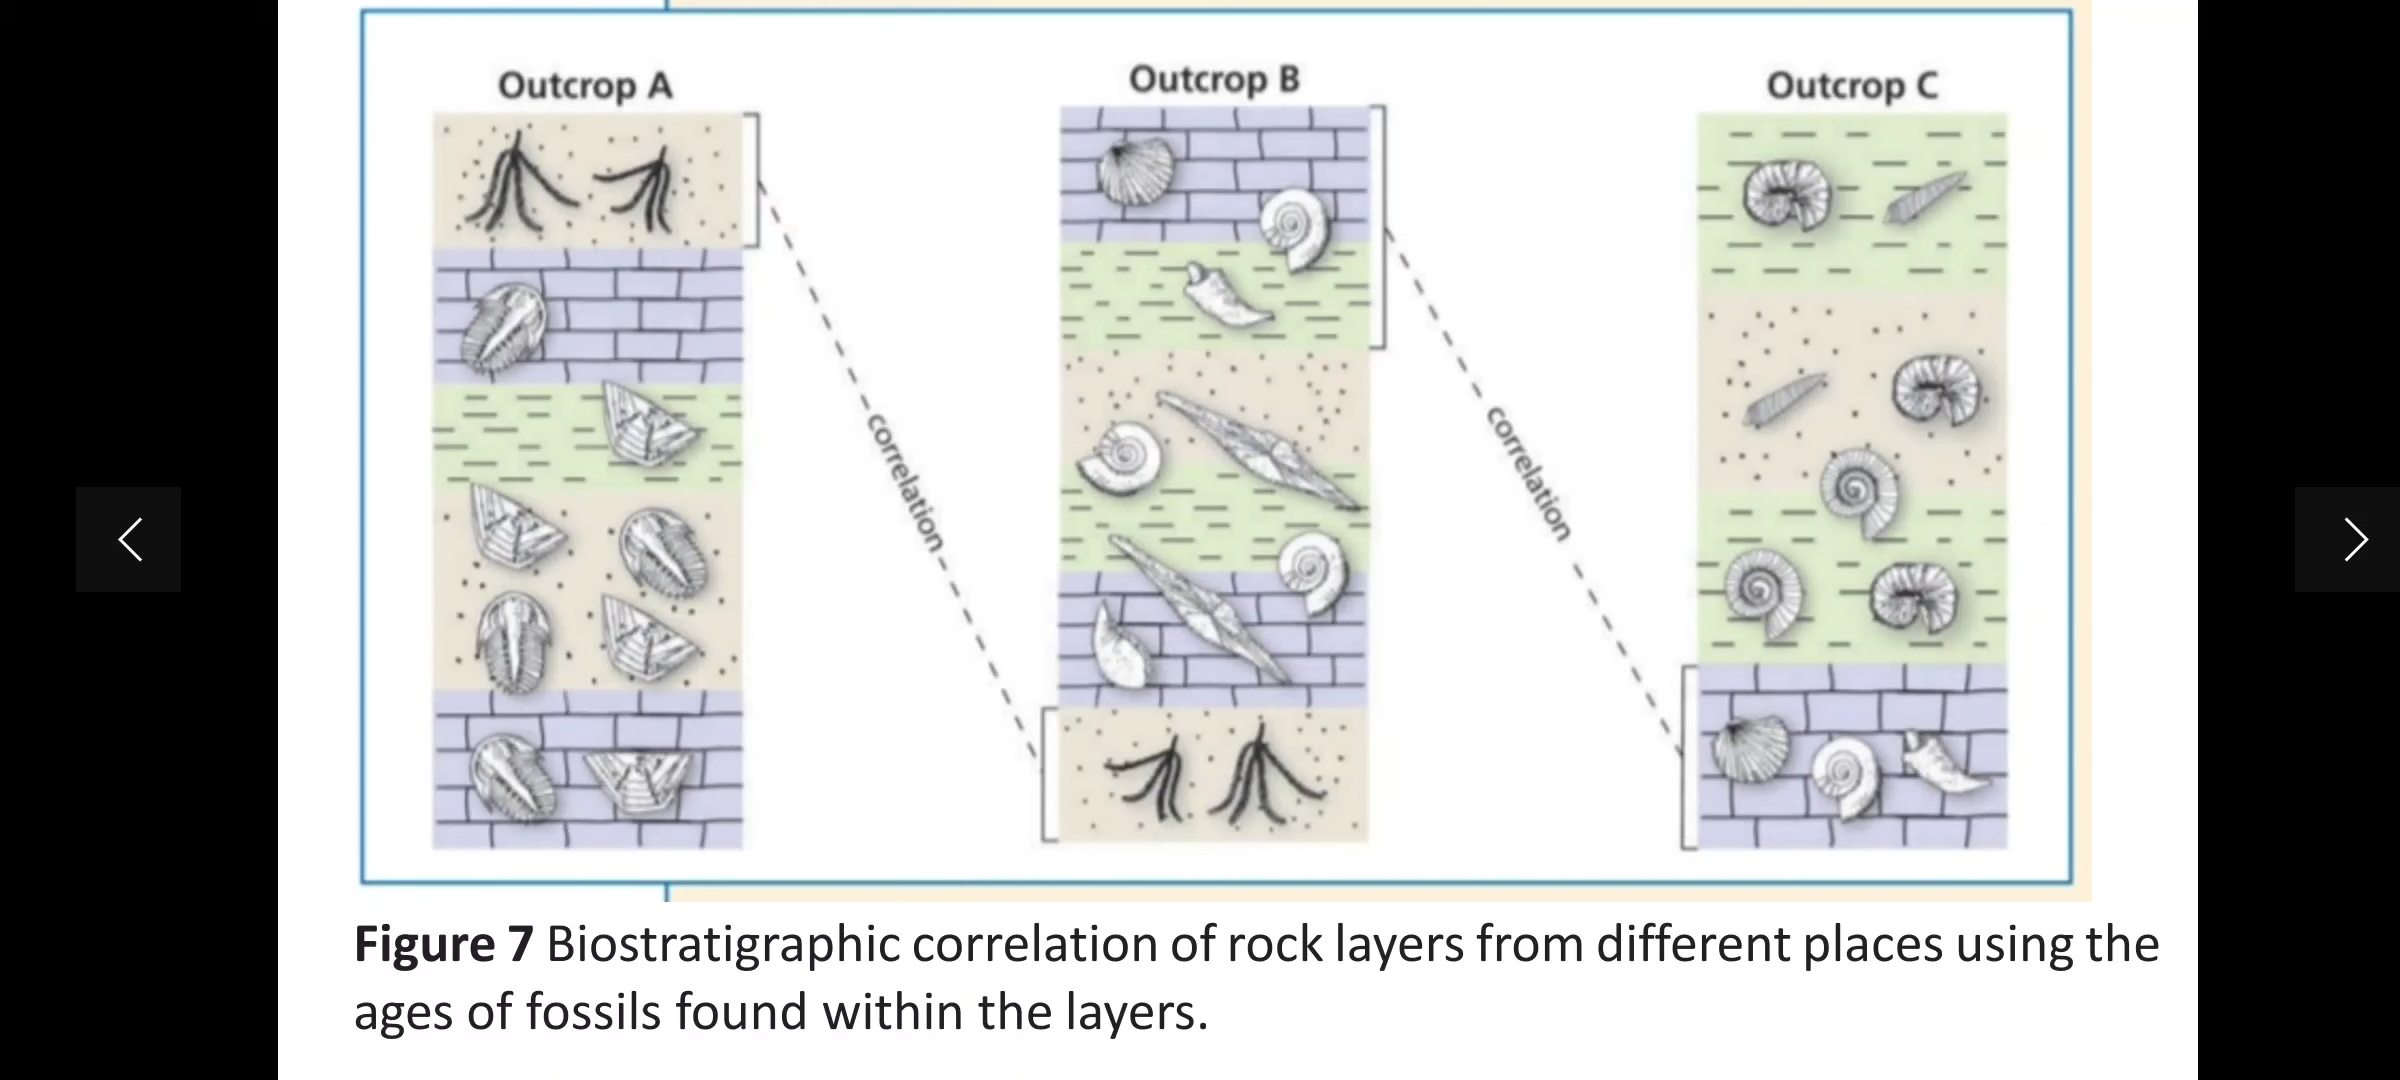 Outcrop A
Outcrop B
Outcrop C
correlation
correlation
Figure 7 Biostratigraphic correlation of rock layers from different places using the
ages of fossils found within the layers.